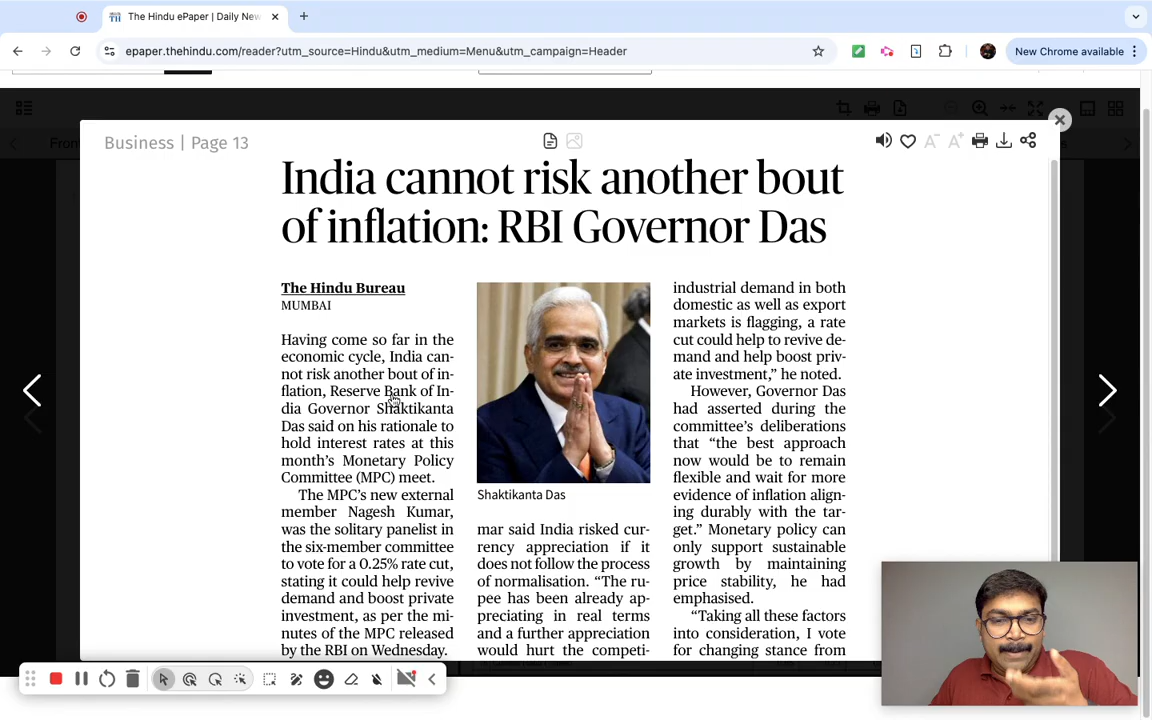 The Hindu ePaper | Daily New
epaper.thehindu.com/reader?utm_source=Hindu&utm_medium=Menu&utm_campaign=Header
New Chrome available
Business | Page 13
A-
A+
India cannot risk another bout
of inflation: RBI Governor Das
The Hindu Bureau
MUMBAI
Having come so far in the
economic cycle, India can-
not risk another bout of in-
flation, Reserve Bank of In-
dia Governor Shaktikanta
Das said on his rationale to
hold interest rates at this
month's Monetary Policy
Committee (MPC) meet.
The MPC's new external
member Nagesh Kumar,
was the solitary panelist in
the six-member committee
to vote for a 0.25% rate cut,
stating it could help revive
demand and boost private
investment, as per the mi-
nutes of the MPC released
by the RBI on Wednesday.
Shaktikanta Das
mar said India risked cur-
rency appreciation if it
does not follow the process
of normalisation. “The ru-
pee has been already ap-
preciating in real terms
and a further appreciation
would hurt the competi-
industrial demand in both
domestic as well as export
markets is flagging, a rate
cut could help to revive de-
mand and help boost priv-
ate investment,” he noted.
However, Governor Das
had asserted during the
committee's deliberations
that “the best approach
now would be to remain
flexible and wait for more
evidence of inflation align-
ing durably with the tar-
get.” Monetary policy can
only support sustainable
growth by maintaining
price stability, he had
emphasised.
“Taking all these factors
into consideration, I vote
for changing stance from